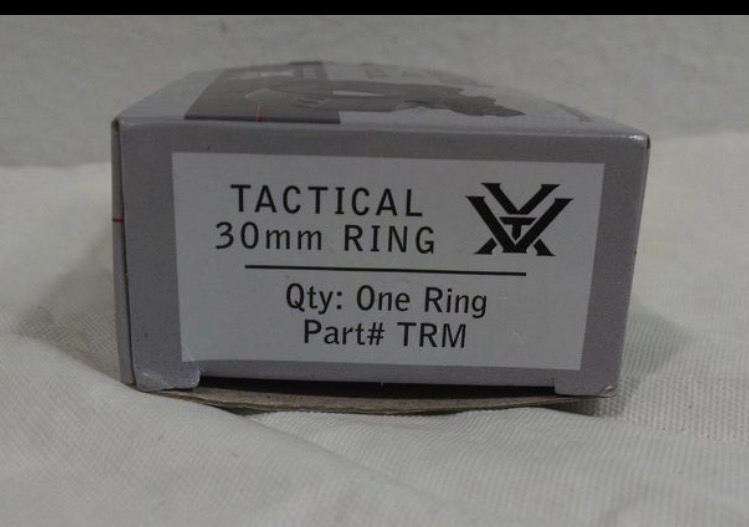 TACTICAL
30mm RING
Qty: One Ring
Part# TRM